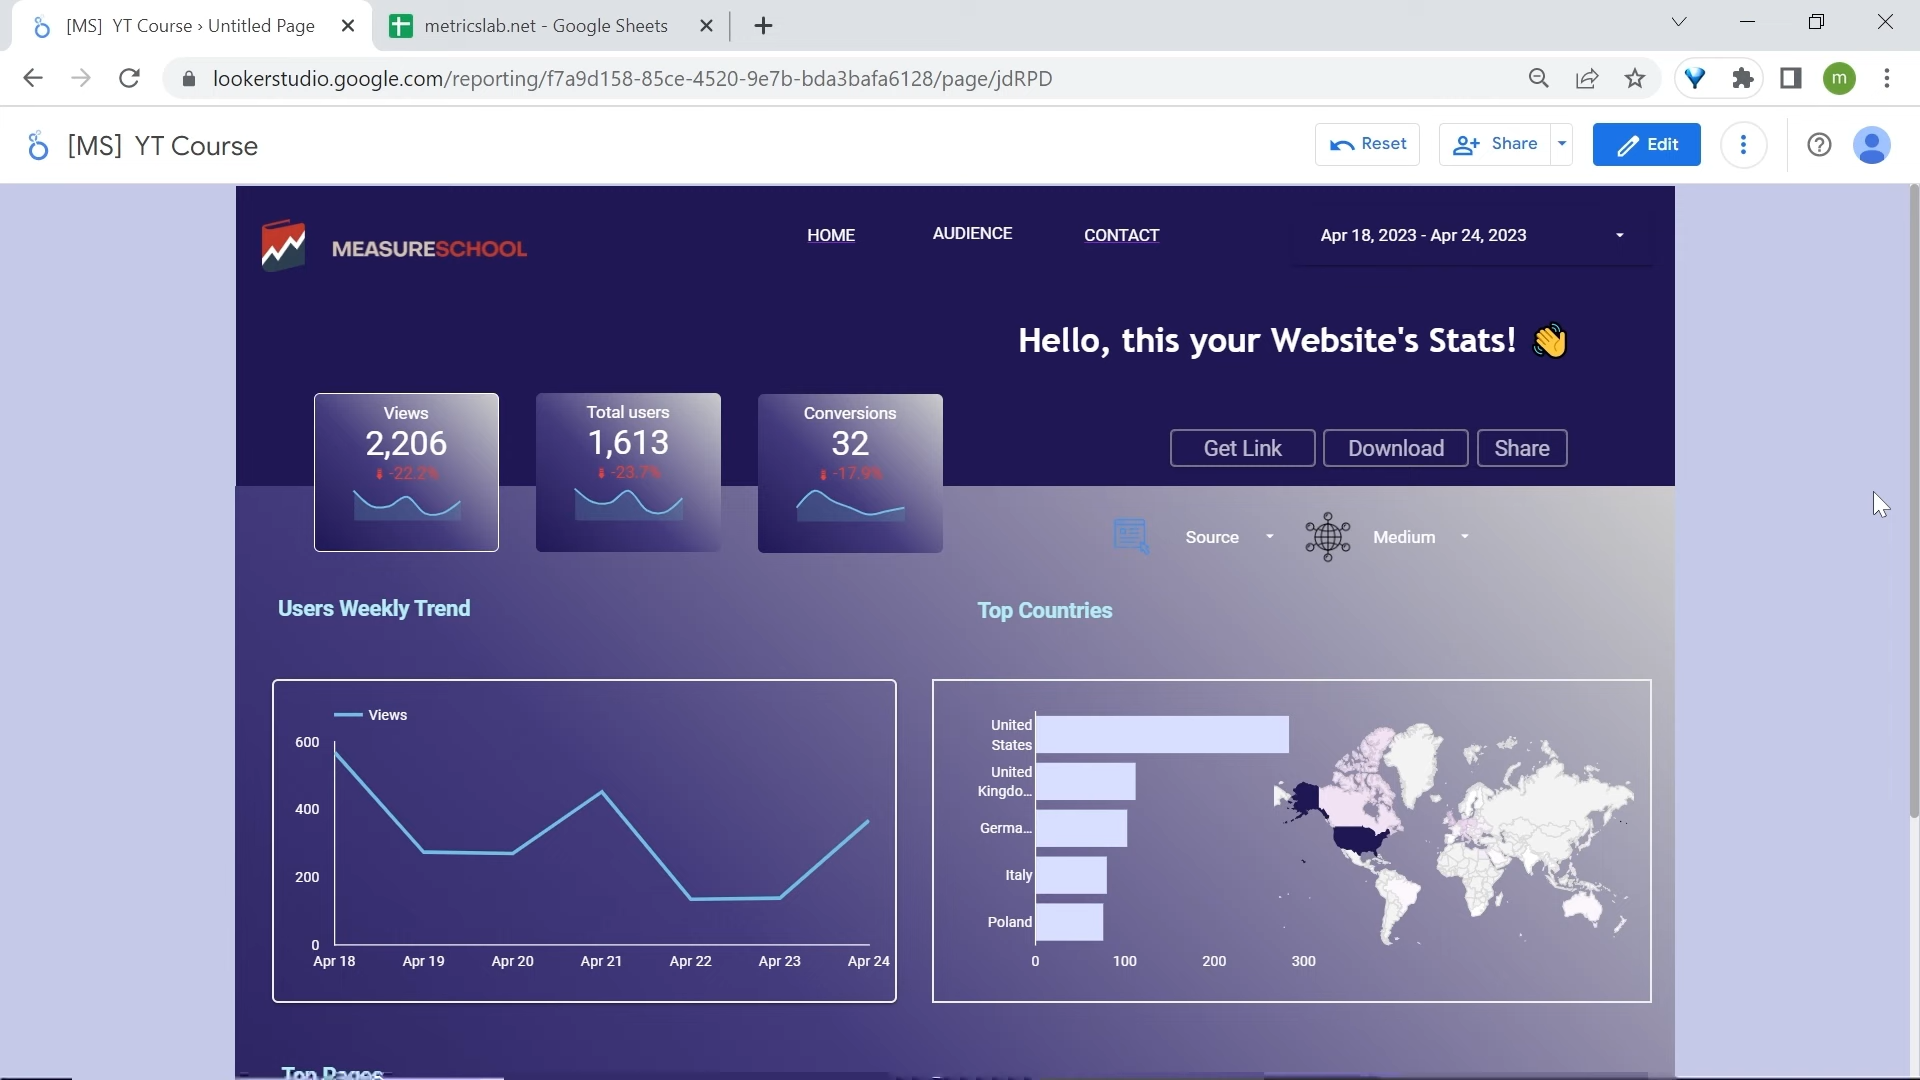 [MS] YT Course › Untitled Page
metricslab.net - Google Sheets
lookerstudio.google.com/reporting/f7a9d158-85ce-4520-9e7b-bda3bafa6128/page/jdRPD
m
[MS] YT Course
Reset
Share
Edit
MEASURESCHOOL
HOME
AUDIENCE
CONTACT
Apr 18, 2023 - Apr 24, 2023
Hello, this your Website's Stats! 👋
Views
2,206
-22.2%
Total users
1,613
-23.7%
Conversions
32
-17.9%
Get Link
Download
Share
Source
Medium
Users Weekly Trend
Top Countries
Views
600
400
200
0
Apr 18
Apr 19
Apr 20
Apr 21
Apr 22
Apr 23
Apr 24
United
States
United
Kingdo...
Germa...
Italy
Poland
0
100
200
300
Top Pages